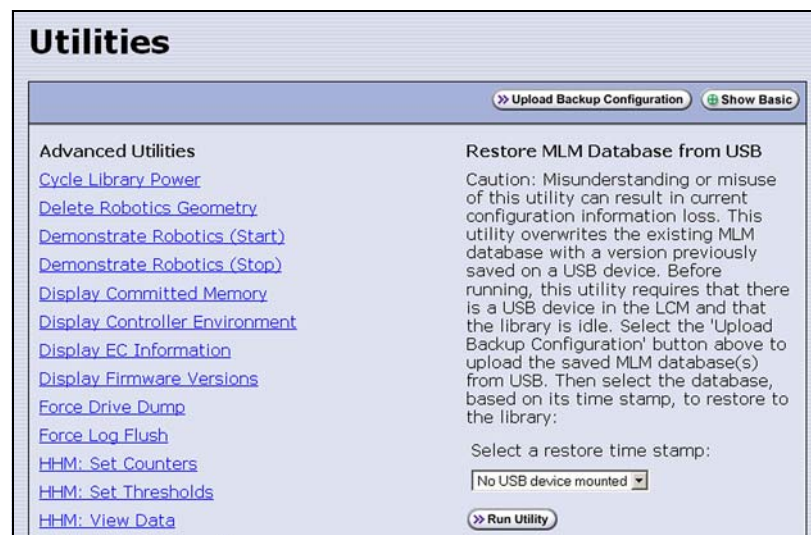 Utilities
Upload Backup Configuration
Show Basic
Advanced Utilities
Cycle Library Power
Delete Robotics Geometry
Demonstrate Robotics (Start)
Demonstrate Robotics (Stop)
Display Committed Memory
Display Controller Environment
Display EC Information
Display Firmware Versions
Force Drive Dump
Force Log Flush
HHM: Set Counters
HHM: Set Thresholds
HHM: View Data
Restore MLM Database from USB
Caution: Misunderstanding or misuse
of this utility can result in current
configuration information loss. This
utility overwrites the existing MLM
database with a version previously
saved on a USB device. Before
running, this utility requires that there
is a USB device in the LCM and that
the library is idle. Select the 'Upload
Backup Configuration' button above to
upload the saved MLM database(s)
from USB. Then select the database,
based on its time stamp, to restore to
the library:
Select a restore time stamp:
No USB device mounted
Run Utility